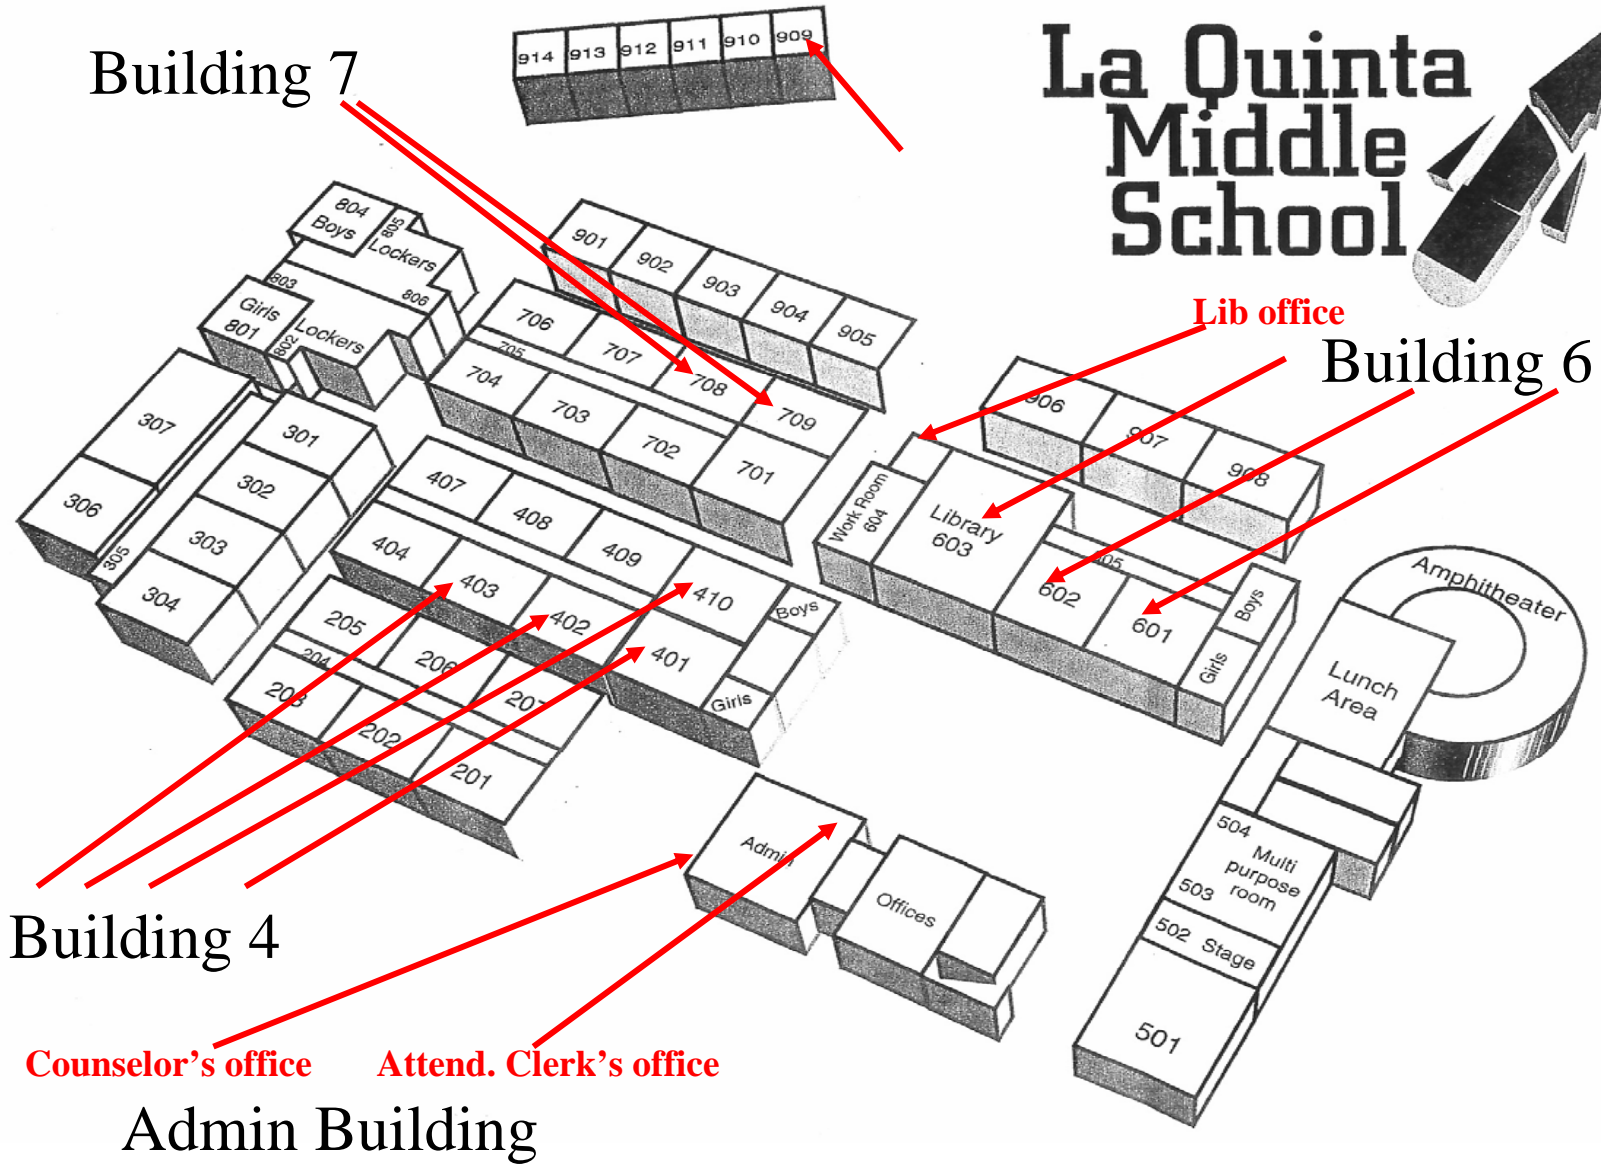 Building 7
914 913 912 911 910 909
La Quinta
Middle
School
804
Boys
805
Lockers
803
806
Girls
801
802
Lockers
901
902
903
904
905
706
707
708
709
705
704
703
702
701
Lib office
Building 6
906
907
908
307
306
305
301
302
303
304
407
408
409
410
404
403
402
401
Boys
Girls
Work Room
604
Library
603
605
602
601
Boys
Girls
Amphitheater
Lunch
Area
205
206
207
204
203
202
201
504
Multi
purpose
room
503
502 Stage
501
Admin
Offices
Building 4
Counselor’s office
Attend. Clerk’s office
Admin Building